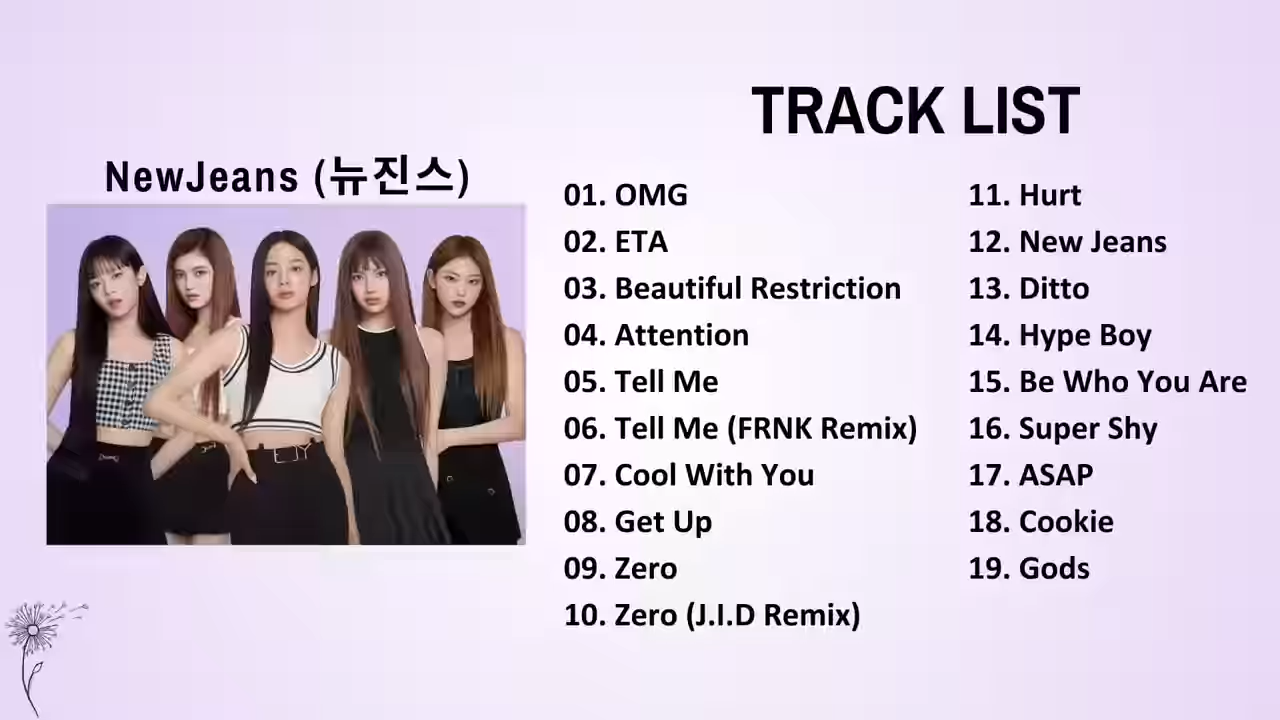 NewJeans (뉴진스)
TRACK LIST
01. OMG
02. ETA
03. Beautiful Restriction
04. Attention
05. Tell Me
06. Tell Me (FRNK Remix)
07. Cool With You
08. Get Up
09. Zero
10. Zero (J.I.D Remix)
11. Hurt
12. New Jeans
13. Ditto
14. Hype Boy
15. Be Who You Are
16. Super Shy
17. ASAP
18. Cookie
19. Gods